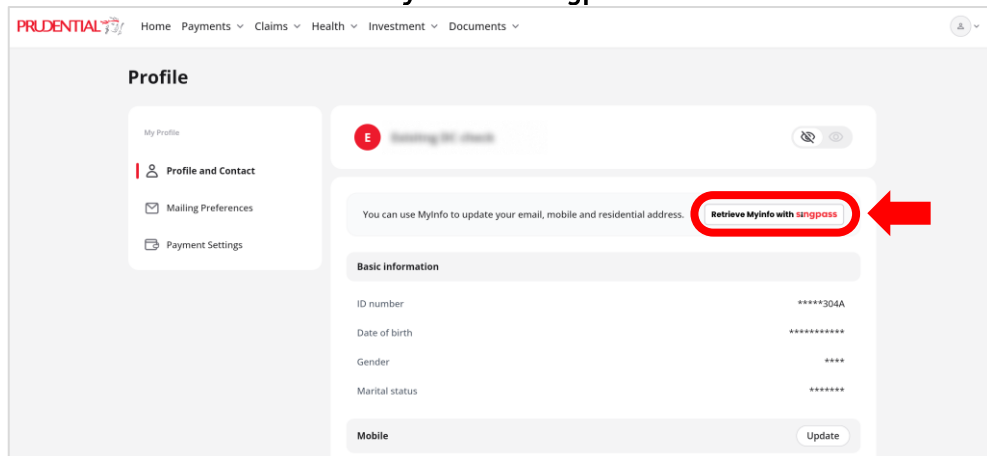 PRUDENTIAL Home Payments Claims Health Investment Documents
Profile
My Profile
E
Profile and Contact
Mailing Preferences
Payment Settings
You can use MyInfo to update your email, mobile and residential address. Retrieve Myinfo with singpass
Basic information
ID number *****304A
Date of birth ***********
Gender ****
Marital status *******
Mobile Update